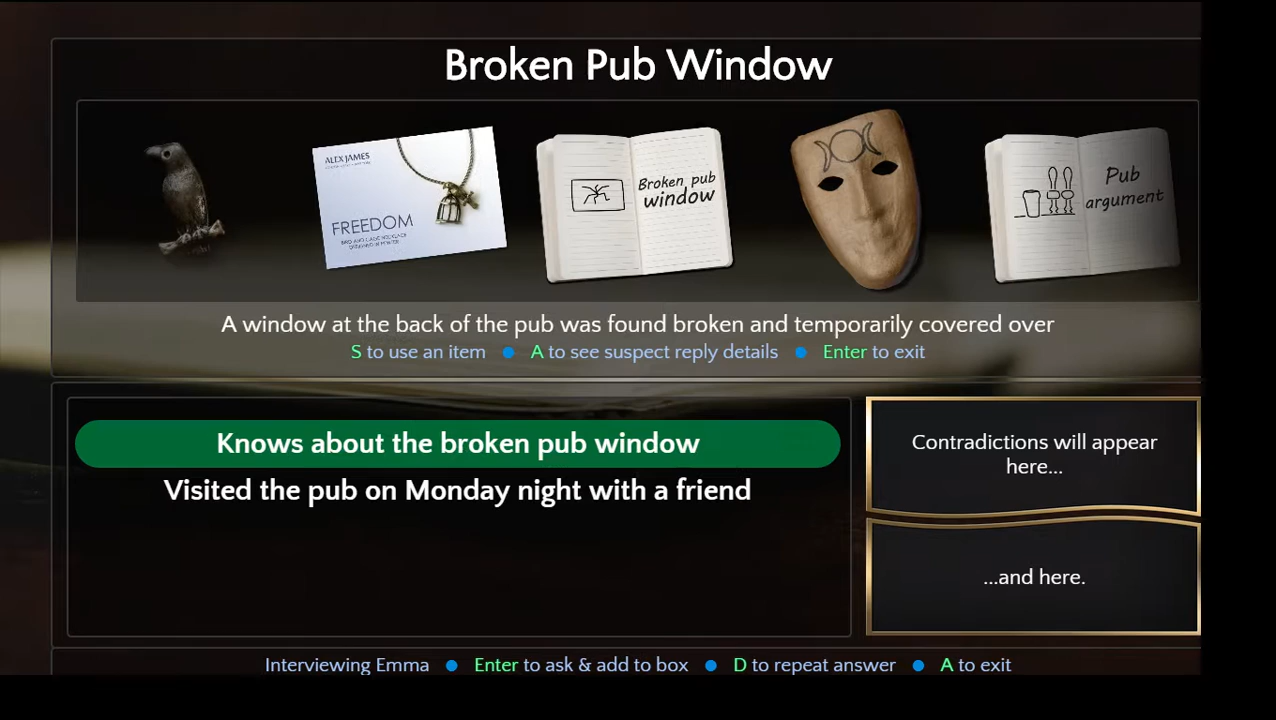 Broken Pub Window
ALEX JAMES
FREEDOM
Broken pub
window
Pub
argument
A window at the back of the pub was found broken and temporarily covered over
S to use an item A to see suspect reply details Enter to exit
Knows about the broken pub window
Visited the pub on Monday night with a friend
Contradictions will appear
here...
...and here.
Interviewing Emma Enter to ask & add to box D to repeat answer A to exit